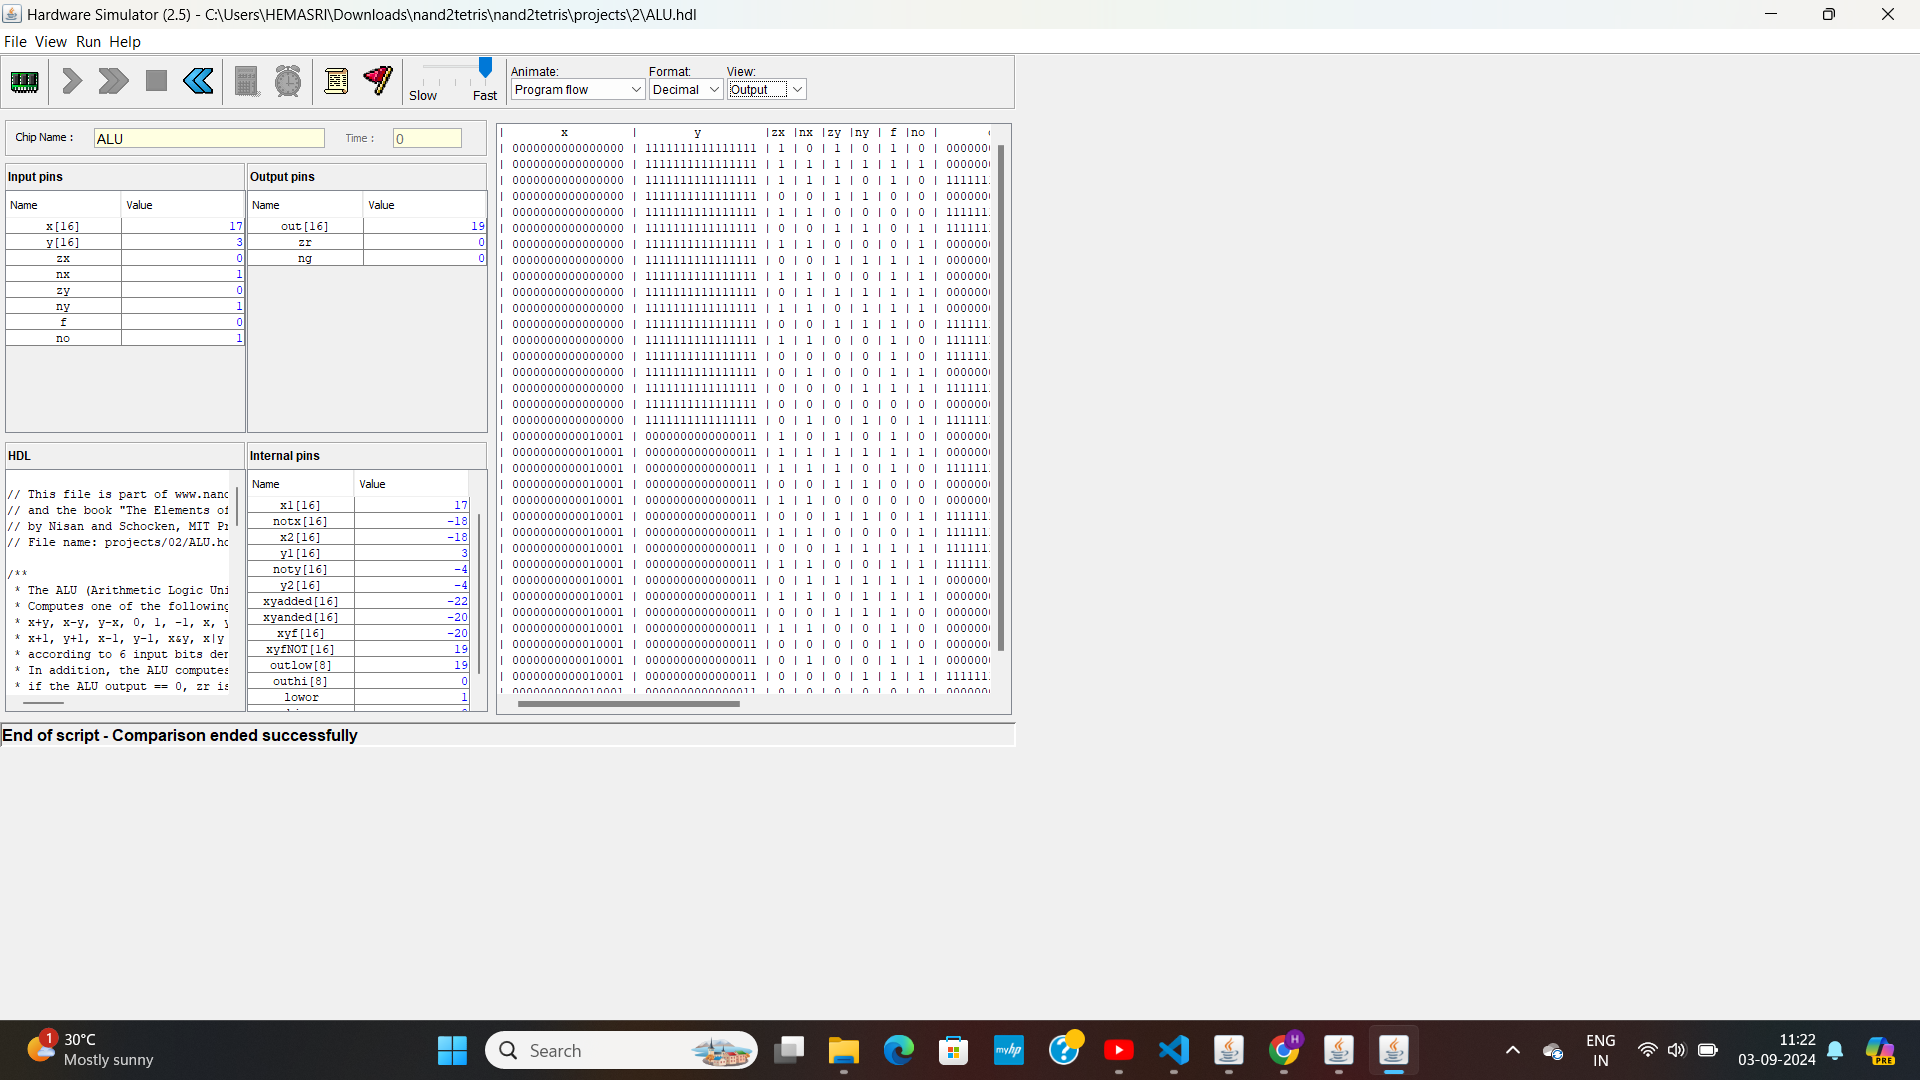 Hardware Simulator (2.5) - C:\Users\HEMASRI\Downloads\nand2tetris\nand2tetris\projects\2\ALU.hdl
File View Run Help
Slow Fast
Animate: Format: View:
Program flow Decimal Output
Chip Name : ALU Time : 0
Input pins
Name Value
x[16] 17
y[16] 3
zx 0
nx 1
zy 0
ny 1
f 0
no 1
Output pins
Name Value
out[16] 19
zr 0
ng 0
HDL
// This file is part of www.nand
// and the book "The Elements of
// by Nisan and Schocken, MIT Pr
// File name: projects/02/ALU.hd
/**
* The ALU (Arithmetic Logic Uni
* Computes one of the following
* x+y, x-y, y-x, 0, 1, -1, x, y
* x+1, y+1, x-1, y-1, x&y, x|y
* according to 6 input bits den
* In addition, the ALU computes
* if the ALU output == 0, zr is
Internal pins
Name Value
x1[16] 17
notx[16] -18
x2[16] -18
y1[16] 3
noty[16] -4
y2[16] -4
xyadded[16] -22
xyanded[16] -20
xyf[16] -20
xyfNOT[16] 19
outlow[8] 19
outhi[8] 0
lowor 1
| x | y |zx |nx |zy |ny | f |no |
| 0000000000000000 | 1111111111111111 | 1 | 0 | 1 | 0 | 1 | 0 | 000000
| 0000000000000000 | 1111111111111111 | 1 | 1 | 1 | 1 | 1 | 1 | 000000
| 0000000000000000 | 1111111111111111 | 1 | 1 | 1 | 0 | 1 | 0 | 111111
| 0000000000000000 | 1111111111111111 | 0 | 0 | 1 | 1 | 0 | 0 | 000000
| 0000000000000000 | 1111111111111111 | 1 | 1 | 0 | 0 | 0 | 0 | 111111
| 0000000000000000 | 1111111111111111 | 0 | 0 | 1 | 1 | 0 | 1 | 111111
| 0000000000000000 | 1111111111111111 | 1 | 1 | 0 | 0 | 0 | 1 | 000000
| 0000000000000000 | 1111111111111111 | 0 | 0 | 1 | 1 | 1 | 1 | 000000
| 0000000000000000 | 1111111111111111 | 1 | 1 | 0 | 0 | 1 | 1 | 000000
| 0000000000000000 | 1111111111111111 | 0 | 1 | 1 | 1 | 1 | 1 | 000000
| 0000000000000000 | 1111111111111111 | 1 | 1 | 0 | 1 | 1 | 1 | 000000
| 0000000000000000 | 1111111111111111 | 0 | 0 | 1 | 1 | 1 | 0 | 111111
| 0000000000000000 | 1111111111111111 | 1 | 1 | 0 | 0 | 1 | 0 | 111111
| 0000000000000000 | 1111111111111111 | 0 | 0 | 0 | 0 | 1 | 0 | 111111
| 0000000000000000 | 1111111111111111 | 0 | 1 | 0 | 0 | 1 | 1 | 000000
| 0000000000000000 | 1111111111111111 | 0 | 0 | 0 | 1 | 1 | 1 | 111111
| 0000000000000000 | 1111111111111111 | 0 | 0 | 0 | 0 | 0 | 0 | 000000
| 0000000000000000 | 1111111111111111 | 0 | 1 | 0 | 1 | 0 | 1 | 111111
| 0000000000010001 | 0000000000000011 | 1 | 0 | 1 | 0 | 1 | 0 | 000000
| 0000000000010001 | 0000000000000011 | 1 | 1 | 1 | 1 | 1 | 1 | 000000
| 0000000000010001 | 0000000000000011 | 1 | 1 | 1 | 0 | 1 | 0 | 111111
| 0000000000010001 | 0000000000000011 | 0 | 0 | 1 | 1 | 0 | 0 | 000000
| 0000000000010001 | 0000000000000011 | 1 | 1 | 0 | 0 | 0 | 0 | 000000
| 0000000000010001 | 0000000000000011 | 0 | 0 | 1 | 1 | 0 | 1 | 111111
| 0000000000010001 | 0000000000000011 | 1 | 1 | 0 | 0 | 0 | 1 | 111111
| 0000000000010001 | 0000000000000011 | 0 | 0 | 1 | 1 | 1 | 1 | 111111
| 0000000000010001 | 0000000000000011 | 1 | 1 | 0 | 0 | 1 | 1 | 111111
| 0000000000010001 | 0000000000000011 | 0 | 1 | 1 | 1 | 1 | 1 | 000000
| 0000000000010001 | 0000000000000011 | 1 | 1 | 0 | 1 | 1 | 1 | 000000
| 0000000000010001 | 0000000000000011 | 0 | 0 | 1 | 1 | 1 | 0 | 000000
| 0000000000010001 | 0000000000000011 | 1 | 1 | 0 | 0 | 1 | 0 | 000000
| 0000000000010001 | 0000000000000011 | 0 | 0 | 0 | 0 | 1 | 0 | 000000
| 0000000000010001 | 0000000000000011 | 0 | 1 | 0 | 0 | 1 | 1 | 000000
| 0000000000010001 | 0000000000000011 | 0 | 0 | 0 | 1 | 1 | 1 | 111111
| 0000000000010001 | 0000000000000011 | 0 | 0 | 0 | 0 | 0 | 0 | 000000
End of script - Comparison ended successfully
1
30°C
Mostly sunny
Search
myhp
H
ENG
IN
11:22
03-09-2024
PRE